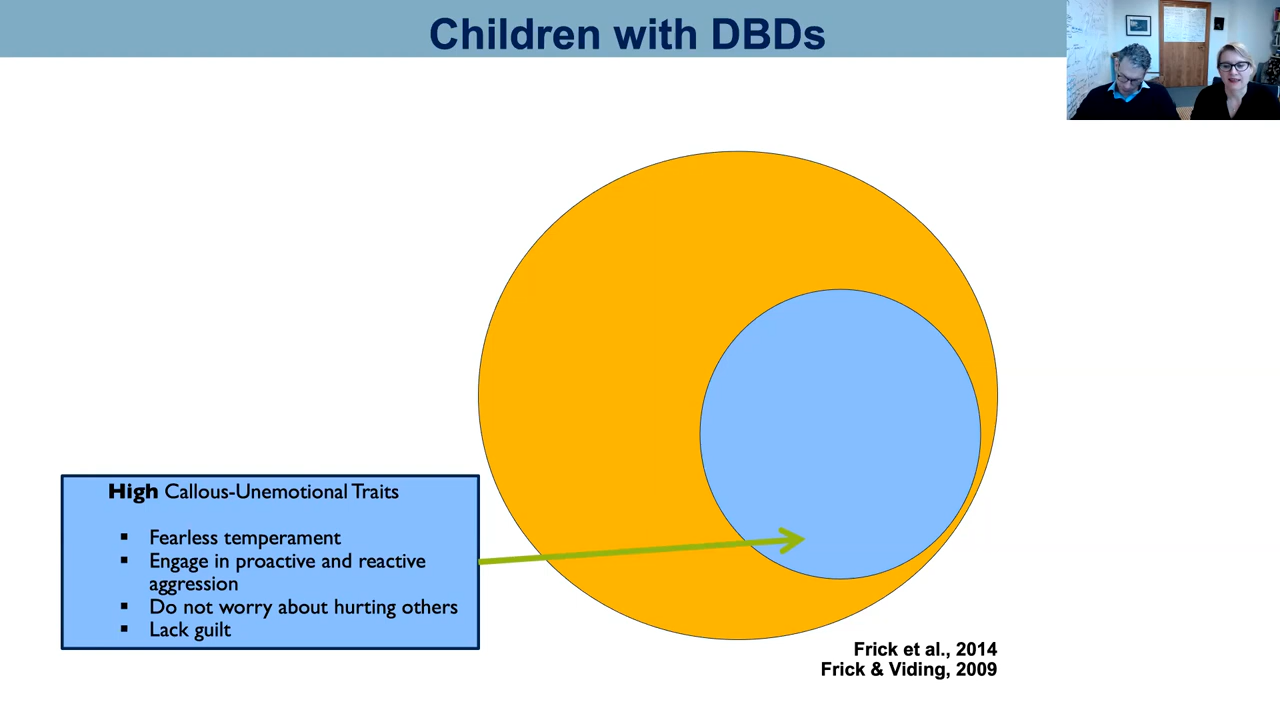 Children with DBDs
High Callous-Unemotional Traits
▪ Fearless temperament
▪ Engage in proactive and reactive
aggression
▪ Do not worry about hurting others
▪ Lack guilt
Frick et al., 2014
Frick & Viding, 2009